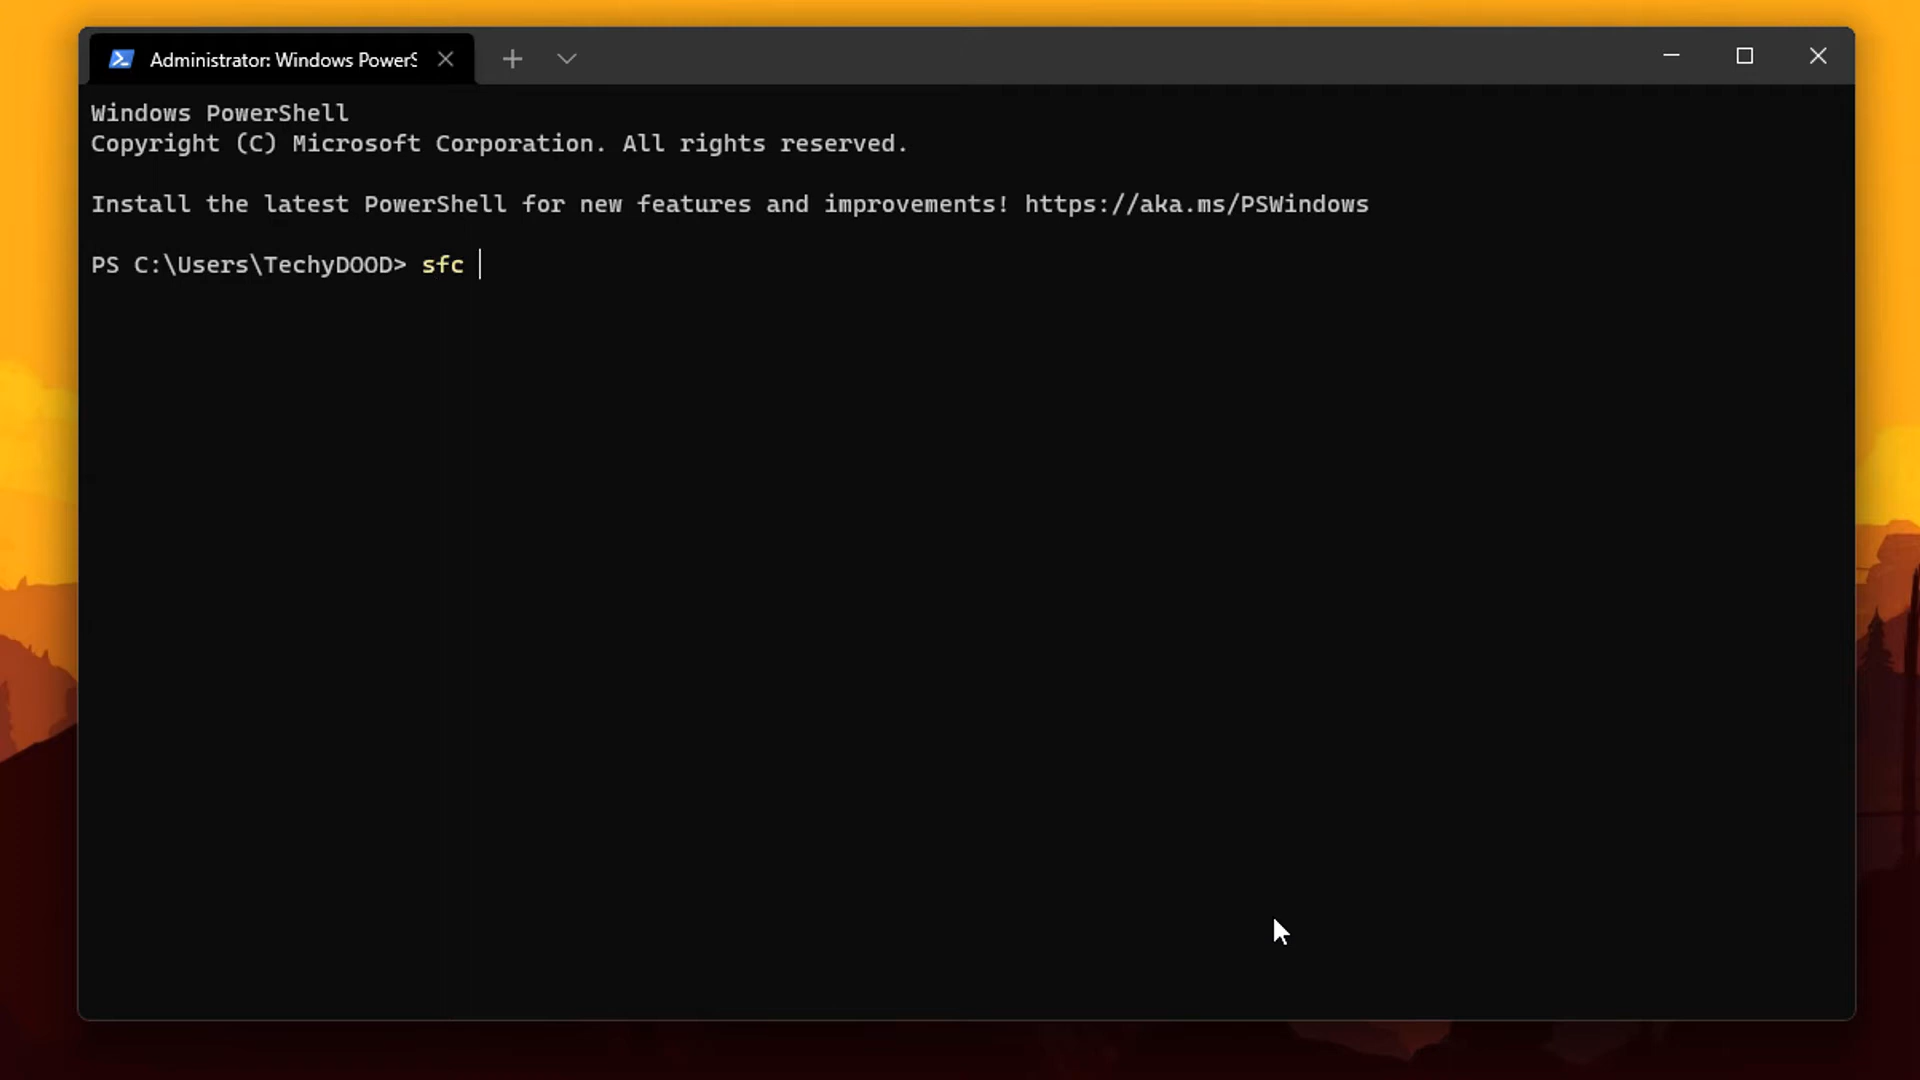 Administrator: Windows PowerS
Windows PowerShell
Copyright (C) Microsoft Corporation. All rights reserved.
Install the latest PowerShell for new features and improvements! https://aka.ms/PSWindows
PS C:\Users\TechyDOOD> sfc